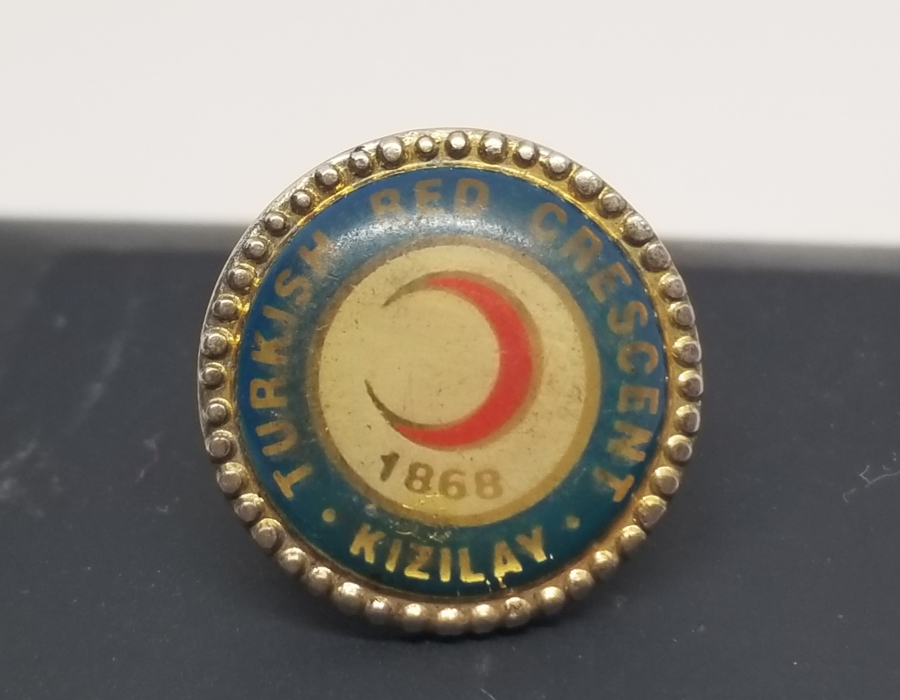 TURKISH RED CRESCENT
1868
• KIZILAY •